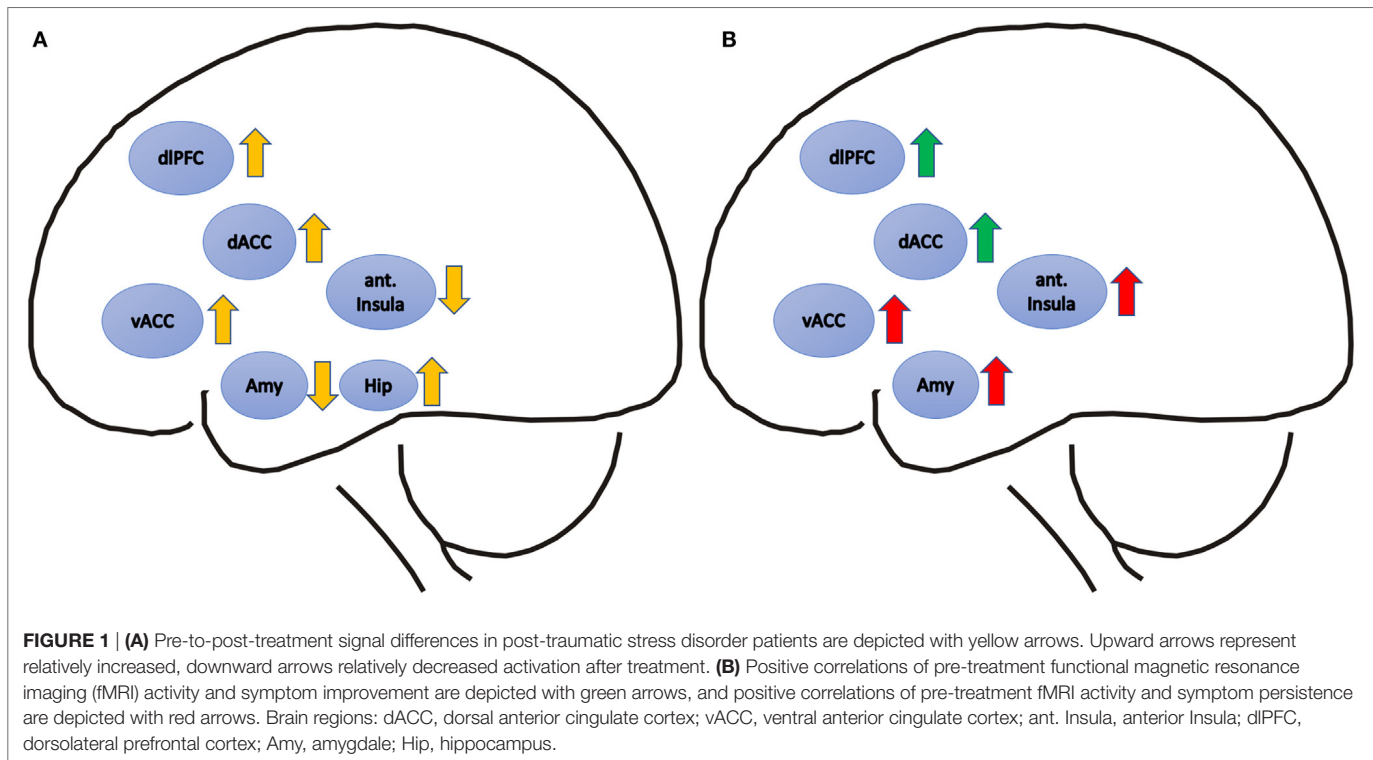 A
B
dlPFC
dACC
ant.
Insula
vACC
Amy
Hip
dlPFC
dACC
ant.
Insula
vACC
Amy
FIGURE 1 | (A) Pre-to-post-treatment signal differences in post-traumatic stress disorder patients are depicted with yellow arrows. Upward arrows represent
relatively increased, downward arrows relatively decreased activation after treatment. (B) Positive correlations of pre-treatment functional magnetic resonance
imaging (fMRI) activity and symptom improvement are depicted with green arrows, and positive correlations of pre-treatment fMRI activity and symptom persistence
are depicted with red arrows. Brain regions: dACC, dorsal anterior cingulate cortex; vACC, ventral anterior cingulate cortex; ant. Insula, anterior Insula; dlPFC,
dorsolateral prefrontal cortex; Amy, amygdale; Hip, hippocampus.